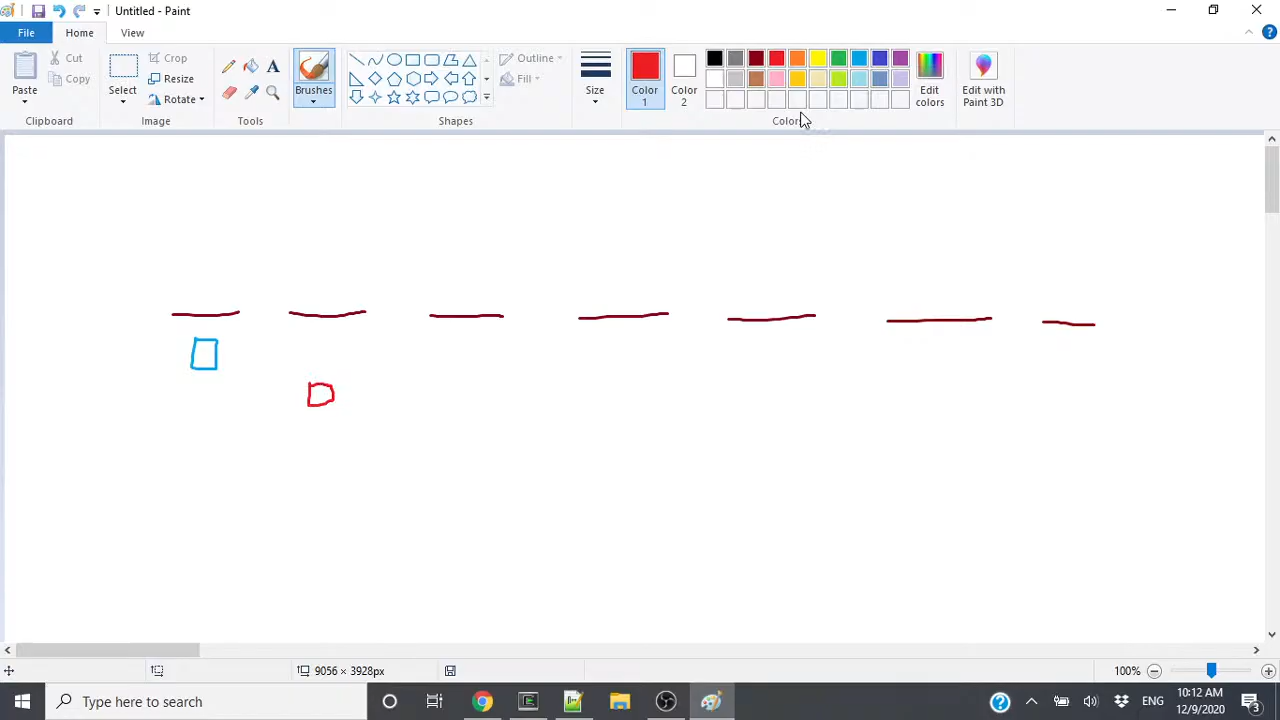 Untitled - Paint
File
Home
View
Paste
Cut
Copy
Clipboard
Select
Crop
Resize
Rotate
Image
Tools
Brushes
Shapes
Outline
Fill
Size
Color 1
Color 2
Edit colors
Edit with Paint 3D
Colors
9056 × 3928px
100%
Type here to search
ENG
10:12 AM
12/9/2020
3